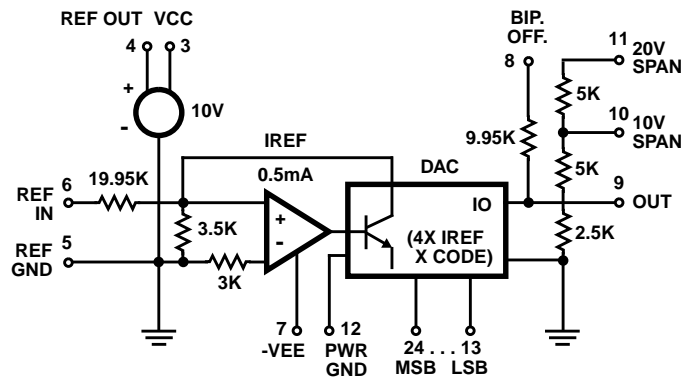 REF OUT VCC
4 3
+
-
10V
BIP.
OFF.
8
11 20V
SPAN
5K
10 10V
SPAN
9.95K
5K
IREF
0.5mA
DAC
6 19.95K
REF
IN
+
-
3.5K
IO
9 OUT
(4X IREF
X CODE)
2.5K
5
REF
GND
3K
7
-VEE
12
PWR
GND
24 . . . 13
MSB LSB